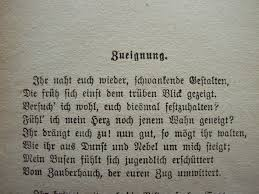 Zueignung.
Ihr naht euch wieder, schwankende Gestalten,
Die früh sich einst dem trüben Blick gezeigt.
Versuch' ich wohl, euch diesmal festzuhalten?
Fühl' ich mein Herz noch jenem Wahn geneigt?
Ihr drängt euch zu! nun gut, so mögt ihr walten,
Wie ihr aus Dunst und Nebel um mich steigt;
Mein Busen fühlt sich jugendlich erschüttert
Vom Zauberhauch, der euren Zug umwittert.